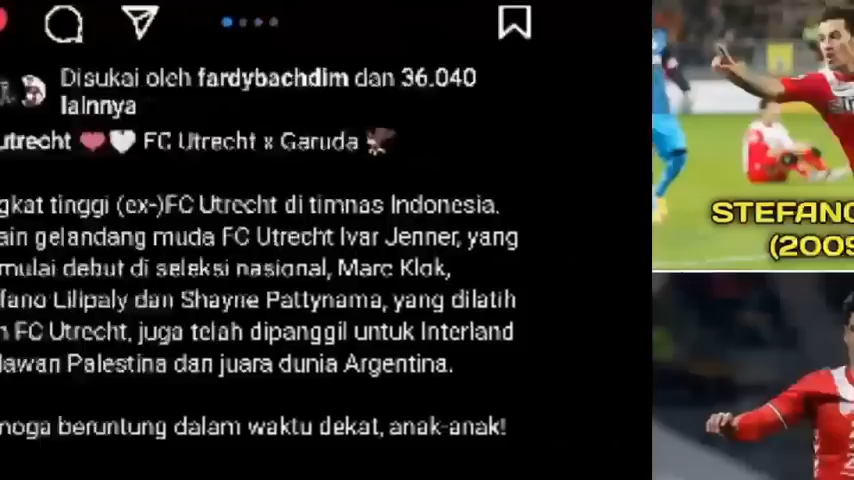 Disukai oleh fardybachdim dan 36.040
lainnya
utrecht ❤️🤍 FC Utrecht x Garuda 🦅
gkat tinggi (ex-)FC Utrecht di timnas Indonesia.
ain gelandang muda FC Utrecht Ivar Jenner, yang
mulai debut di seleksi nasional, Marc Klok,
fano Lilipaly dan Shayne Pattynama, yang dilatih
n FC Utrecht, juga telah dipanggil untuk Interland
lawan Palestina dan juara dunia Argentina.
moga beruntung dalam waktu dekat, anak-anak!
STEFANO
(2009